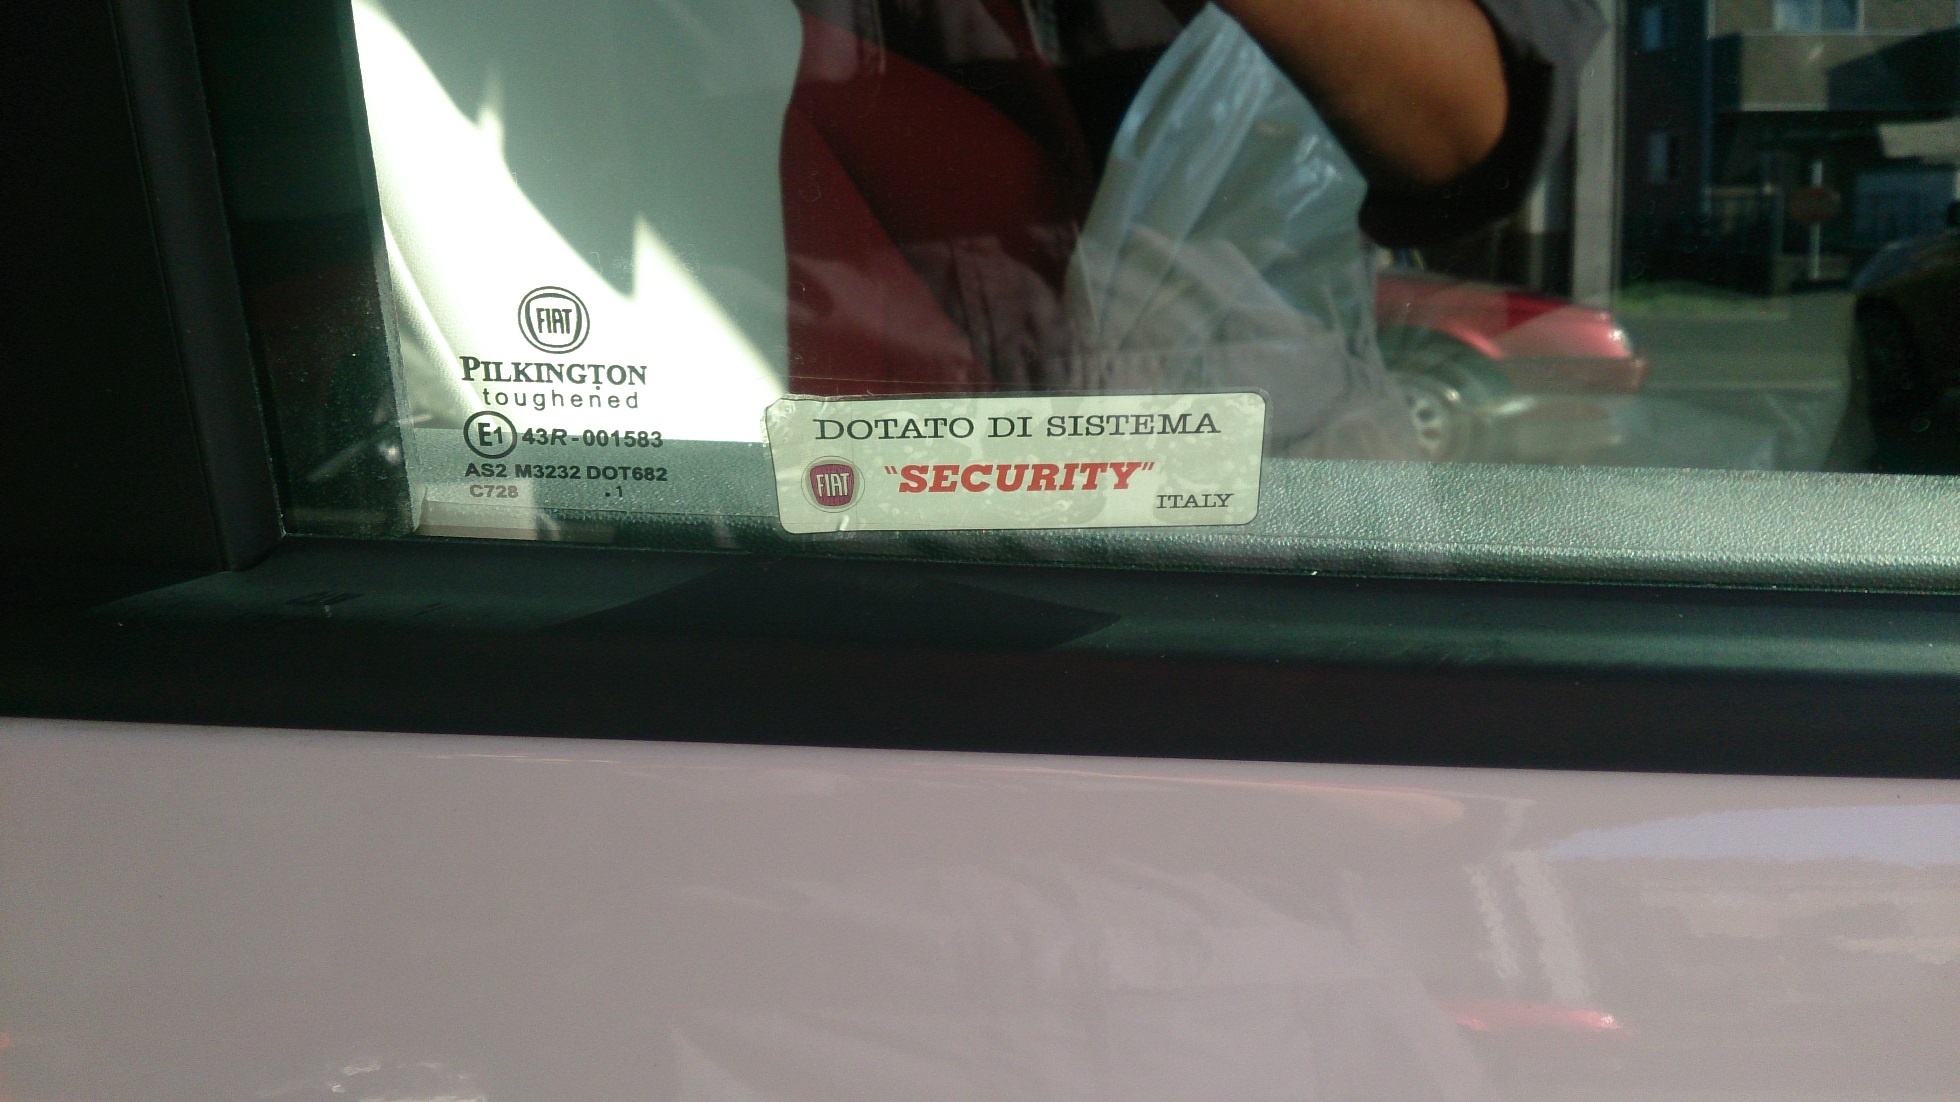 FIAT
PILKINGTON
toughened
E1 43R-001583
AS2 M3232 DOT682
C728 .1
DOTATO DI SISTEMA
FIAT "SECURITY"
ITALY